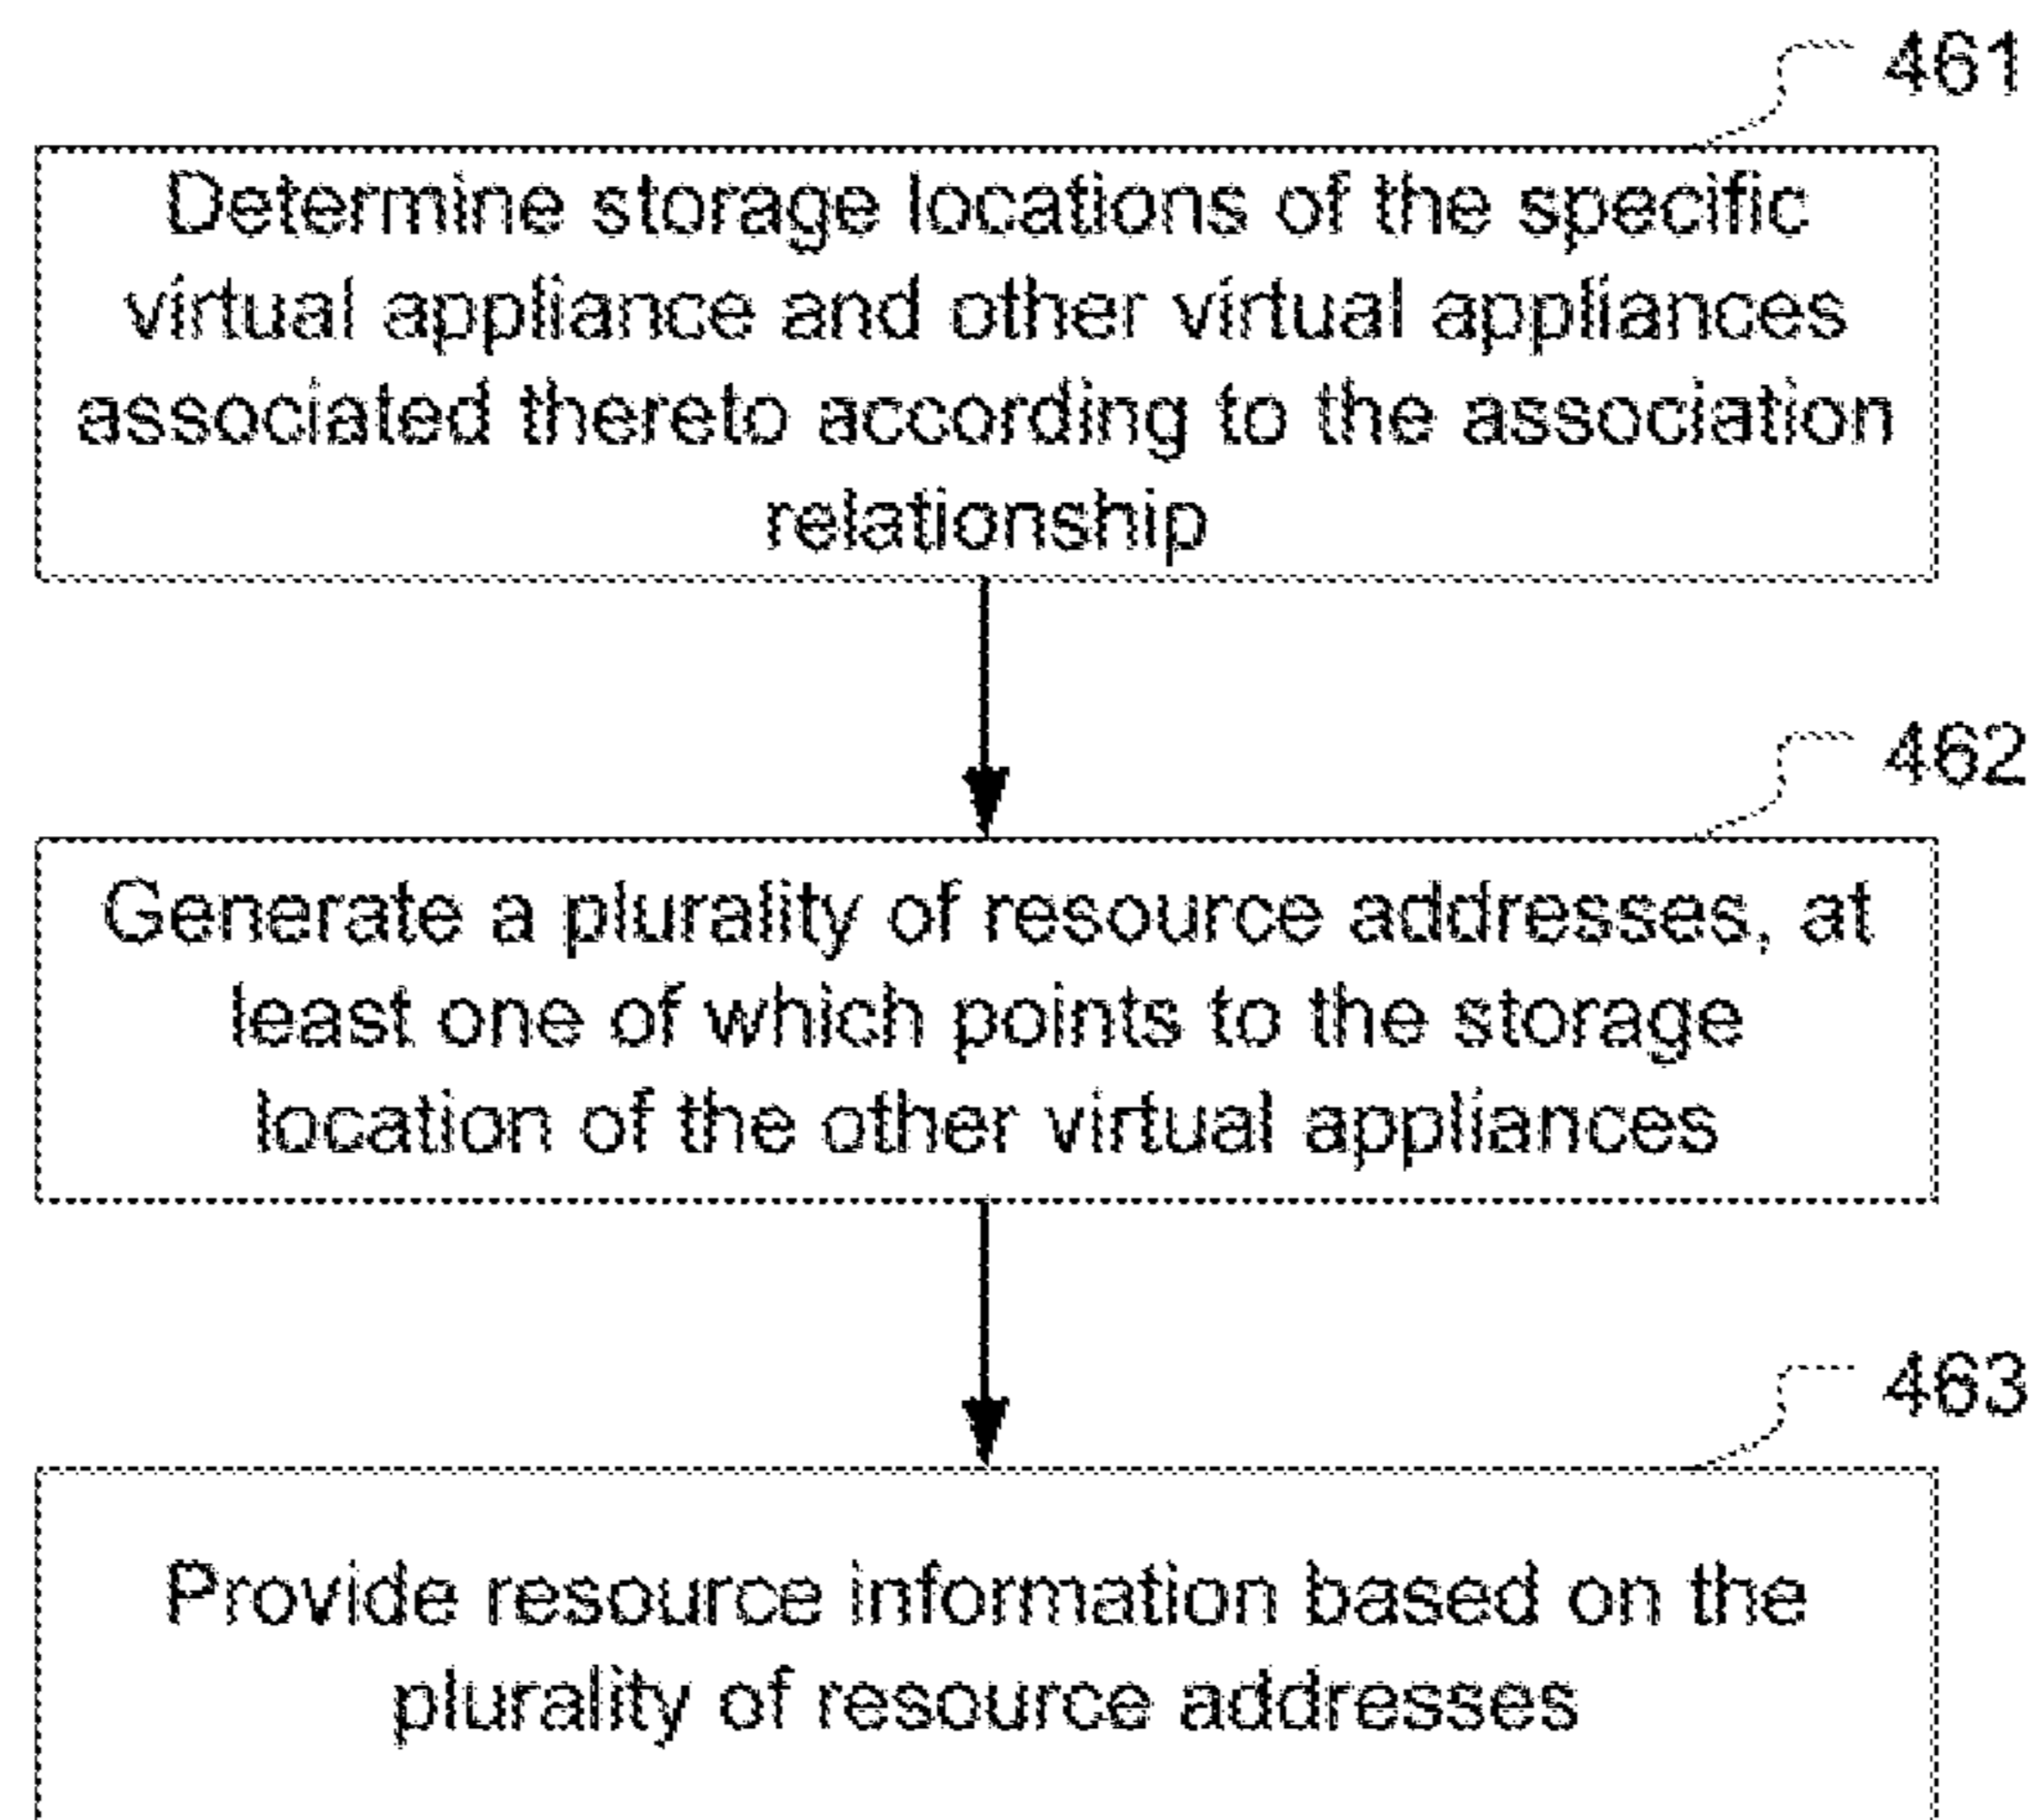 461
Determine storage locations of the specific
virtual appliance and other virtual appliances
associated thereto according to the association
relationship
462
Generate a plurality of resource addresses, at
least one of which points to the storage
location of the other virtual appliances
463
Provide resource information based on the
plurality of resource addresses